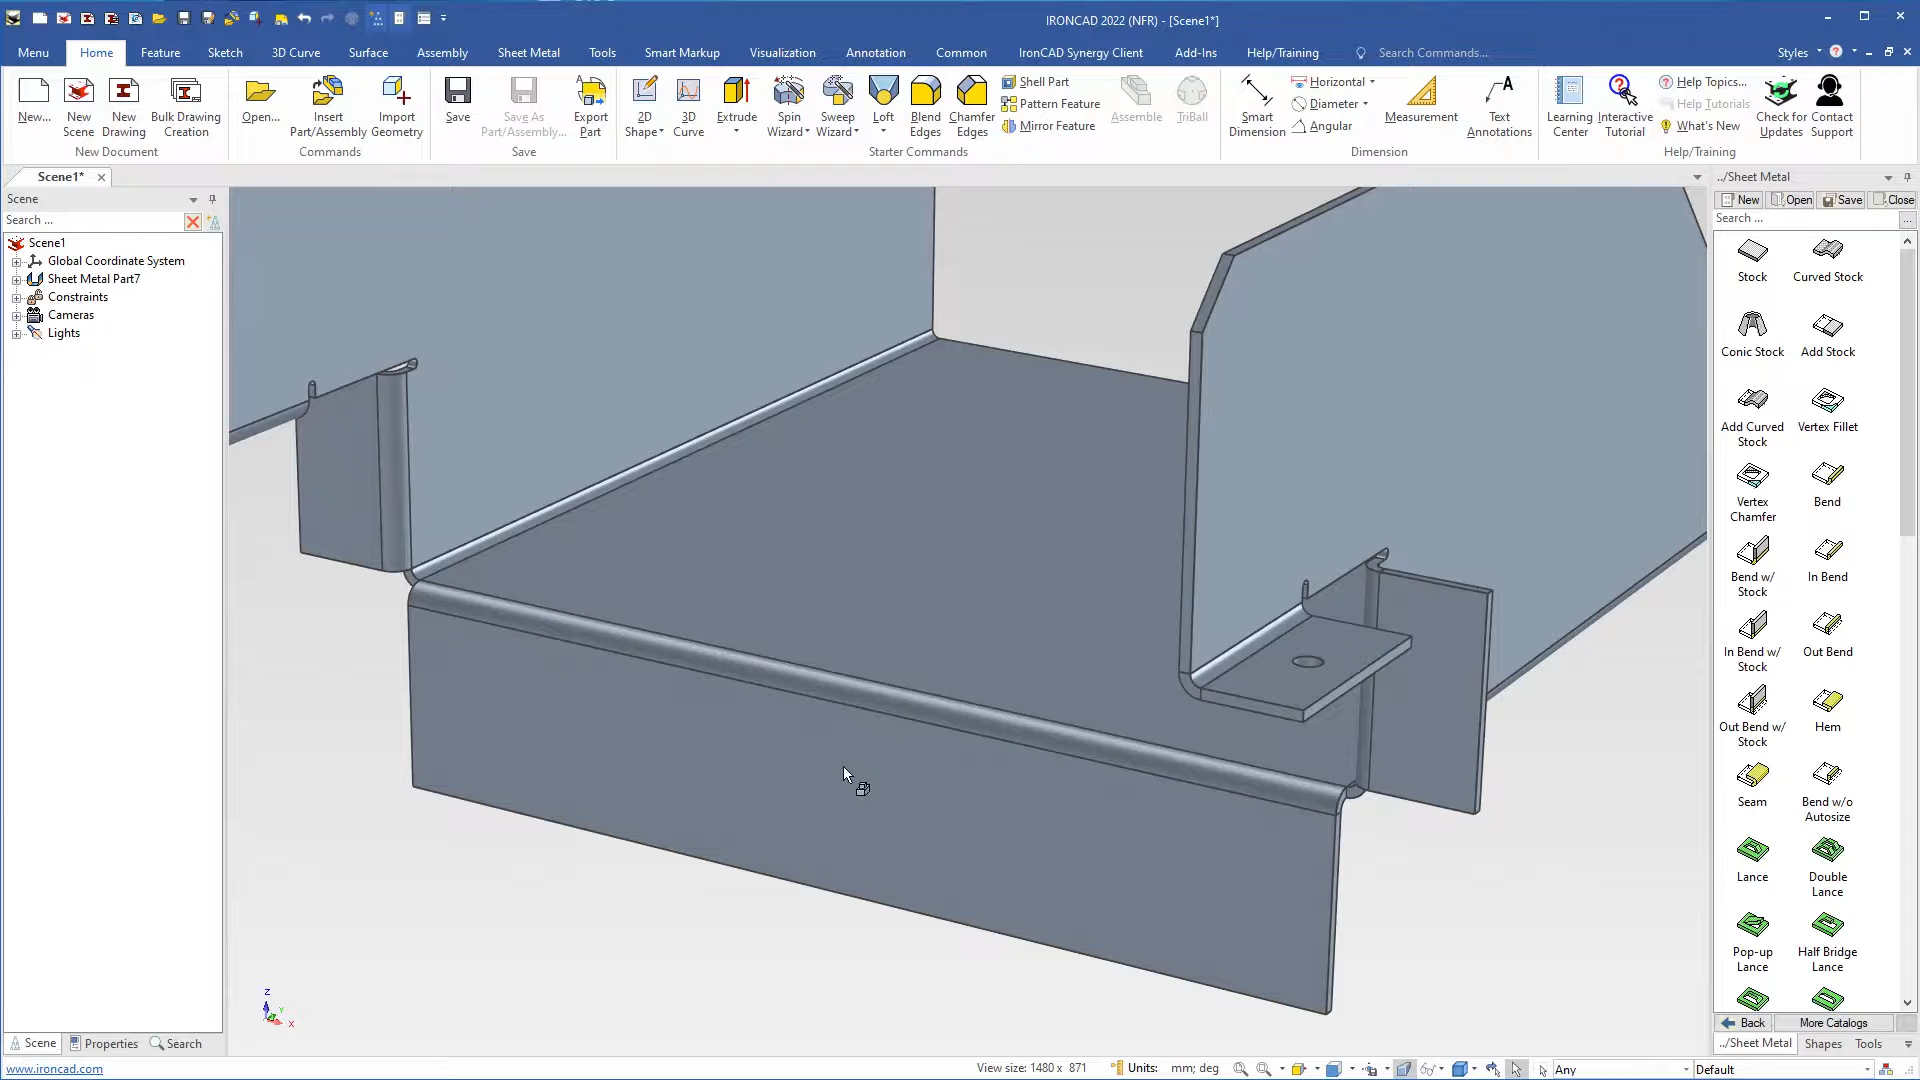 IRONCAD 2022 (NFR) - [Scene1*]
Menu Home Feature Sketch 3D Curve Surface Assembly Sheet Metal Tools Smart Markup Visualization Annotation Common IronCAD Synergy Client Add-Ins Help/Training Search Commands... Styles
New...
New Scene
New Drawing
Bulk Drawing Creation
New Document
Open...
Insert Part/Assembly
Import Geometry
Commands
Save
Save As Part/Assembly...
Export Part
Save
2D Shape
3D Curve
Extrude
Spin Wizard
Sweep Wizard
Loft
Blend Edges
Chamfer Edges
Shell Part
Pattern Feature
Mirror Feature
Assemble
TriBall
Starter Commands
Smart Dimension
Horizontal
Diameter
Angular
Measurement
Text Annotations
Dimension
Learning Center
Interactive Tutorial
Help Topics...
Help Tutorials
What's New
Check for Updates
Contact Support
Help/Training
Scene1*
Scene
Search ...
Scene1
Global Coordinate System
Sheet Metal Part7
Constraints
Cameras
Lights
Z
Y
X
../Sheet Metal
New Open Save Close
Search ...
...
Stock
Curved Stock
Conic Stock
Add Stock
Add Curved Stock
Vertex Fillet
Vertex Chamfer
Bend
Bend w/ Stock
In Bend
In Bend w/ Stock
Out Bend
Out Bend w/ Stock
Hem
Seam
Bend w/o Autosize
Lance
Double Lance
Pop-up Lance
Half Bridge Lance
Back More Catalogs
../Sheet Metal Shapes Tools
Scene Properties Search
www.ironcad.com
View size: 1480 x 871
Units: mm; deg
Any
Default